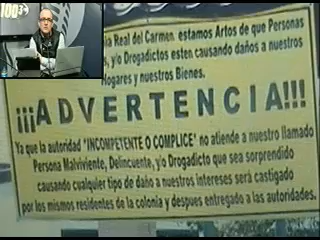 100.3
ia Real del Carmen estamos Artos de que Personas
s, y/o Drogadictos esten causando daños a nuestros
Hogares y nuestros Bienes.
¡¡¡ADVERTENCIA!!!
Ya que la autoridad "INCOMPETENTE O COMPLICE" no atiende a nuestro llamado
Persona Malviviente, Delincuente, y/o Drogadicto que sea sorprendido
causando cualquier tipo de daño a nuestros intereses será castigado
por los mismos residentes de la colonia y despues entregado a las autoridades.